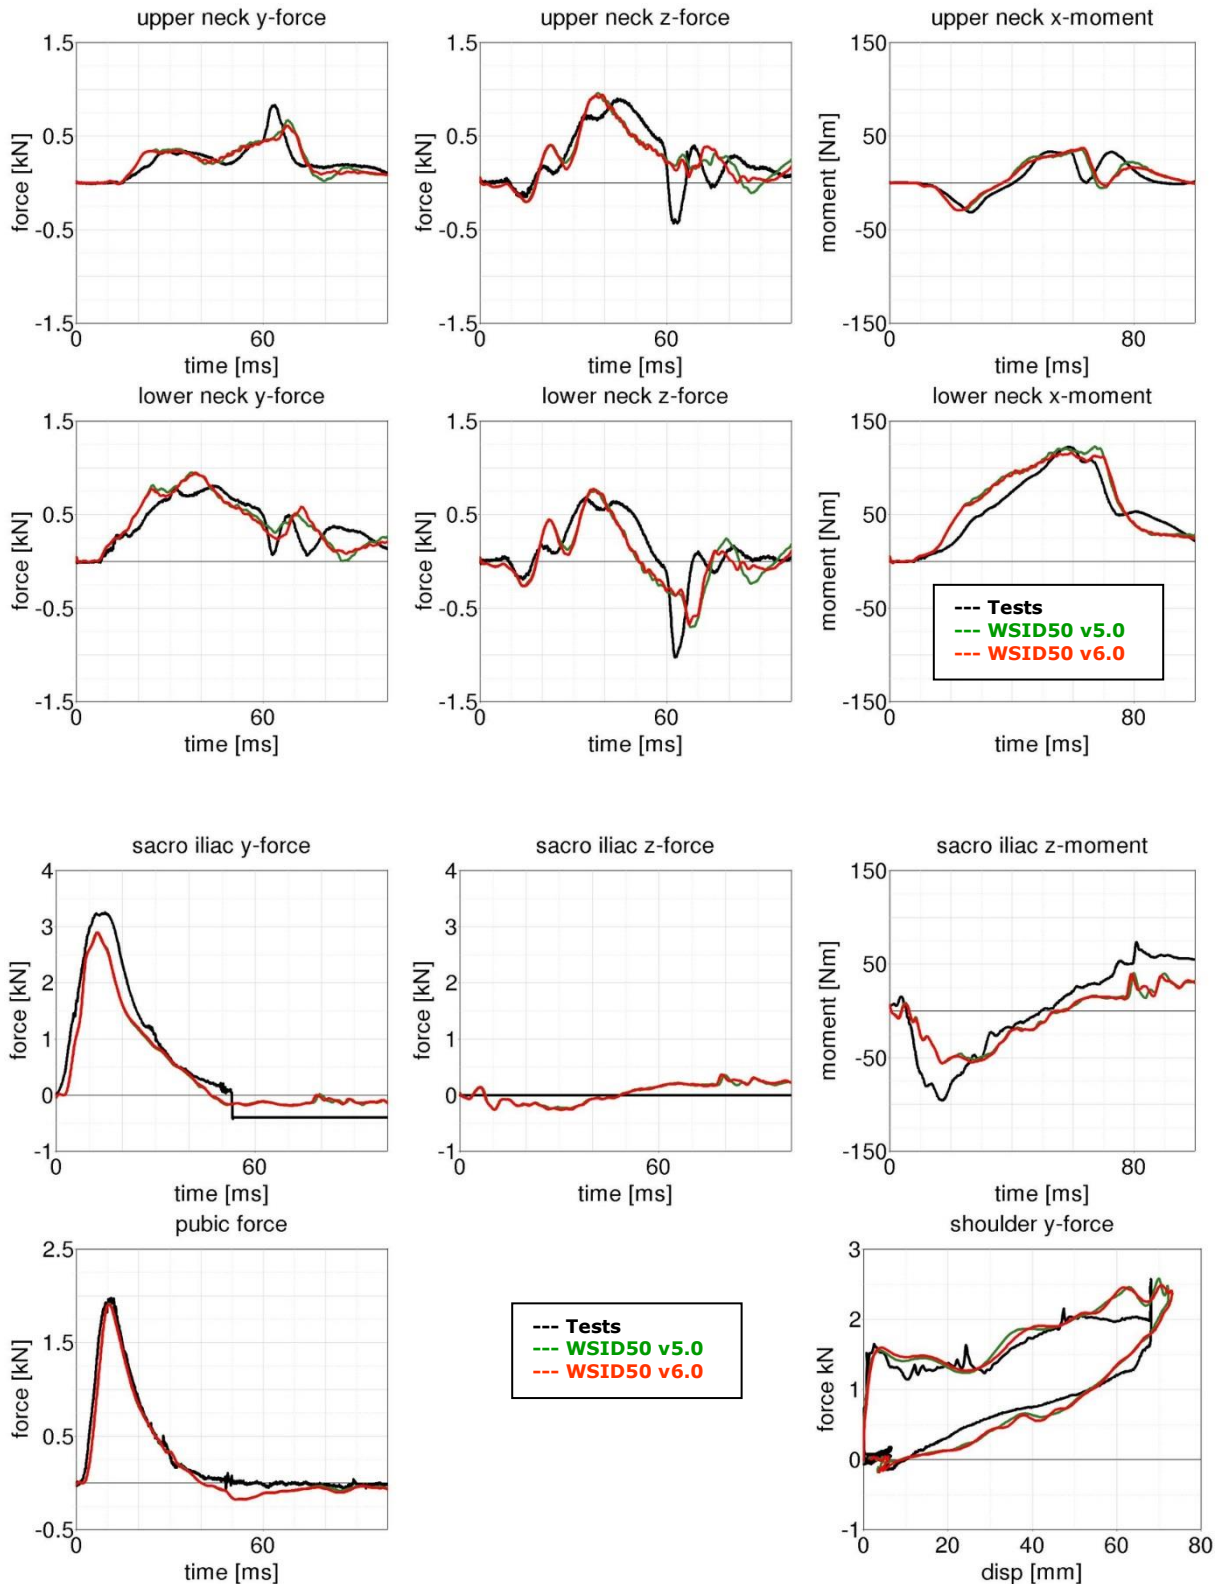 upper neck y-force
upper neck z-force
upper neck x-moment
1.5
0.5
-0.5
-1.5
0
60
force [kN]
time [ms]
1.5
0.5
-0.5
-1.5
0
60
force [kN]
time [ms]
150
50
-50
-150
0
80
moment [Nm]
time [ms]
lower neck y-force
lower neck z-force
lower neck x-moment
1.5
0.5
-0.5
-1.5
0
60
force [kN]
time [ms]
1.5
0.5
-0.5
-1.5
0
60
force [kN]
time [ms]
150
50
-50
-150
0
80
moment [Nm]
time [ms]
--- Tests
--- WSID50 v5.0
--- WSID50 v6.0
sacro iliac y-force
sacro iliac z-force
sacro iliac z-moment
4
3
2
1
0
-1
0
60
force [kN]
time [ms]
4
3
2
1
0
-1
0
60
force [kN]
time [ms]
150
50
-50
-150
0
80
moment [Nm]
time [ms]
pubic force
shoulder y-force
2.5
1.5
0.5
-0.5
0
60
force [kN]
time [ms]
--- Tests
--- WSID50 v5.0
--- WSID50 v6.0
3
2
1
0
-1
0
20
40
60
80
force kN
disp [mm]